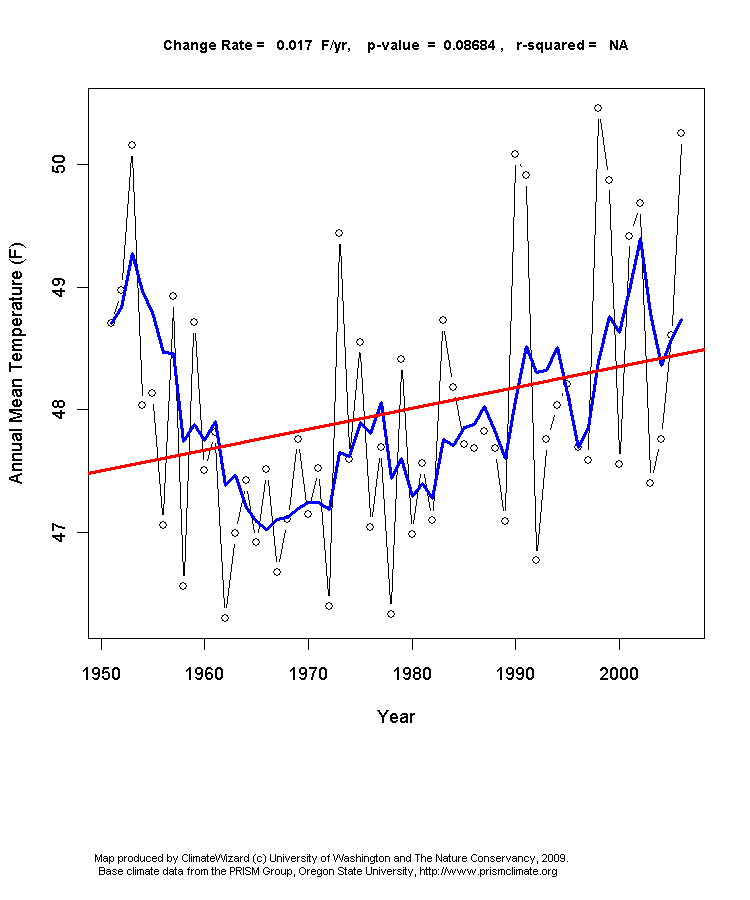 Change Rate = 0.017 F/yr, p-value = 0.08684 , r-squared = NA
Annual Mean Temperature (F)
50
49
48
47
1950 1960 1970 1980 1990 2000
Year
Map produced by ClimateWizard (c) University of Washington and The Nature Conservancy, 2009.
Base climate data from the PRISM Group, Oregon State University, http://www.prismclimate.org